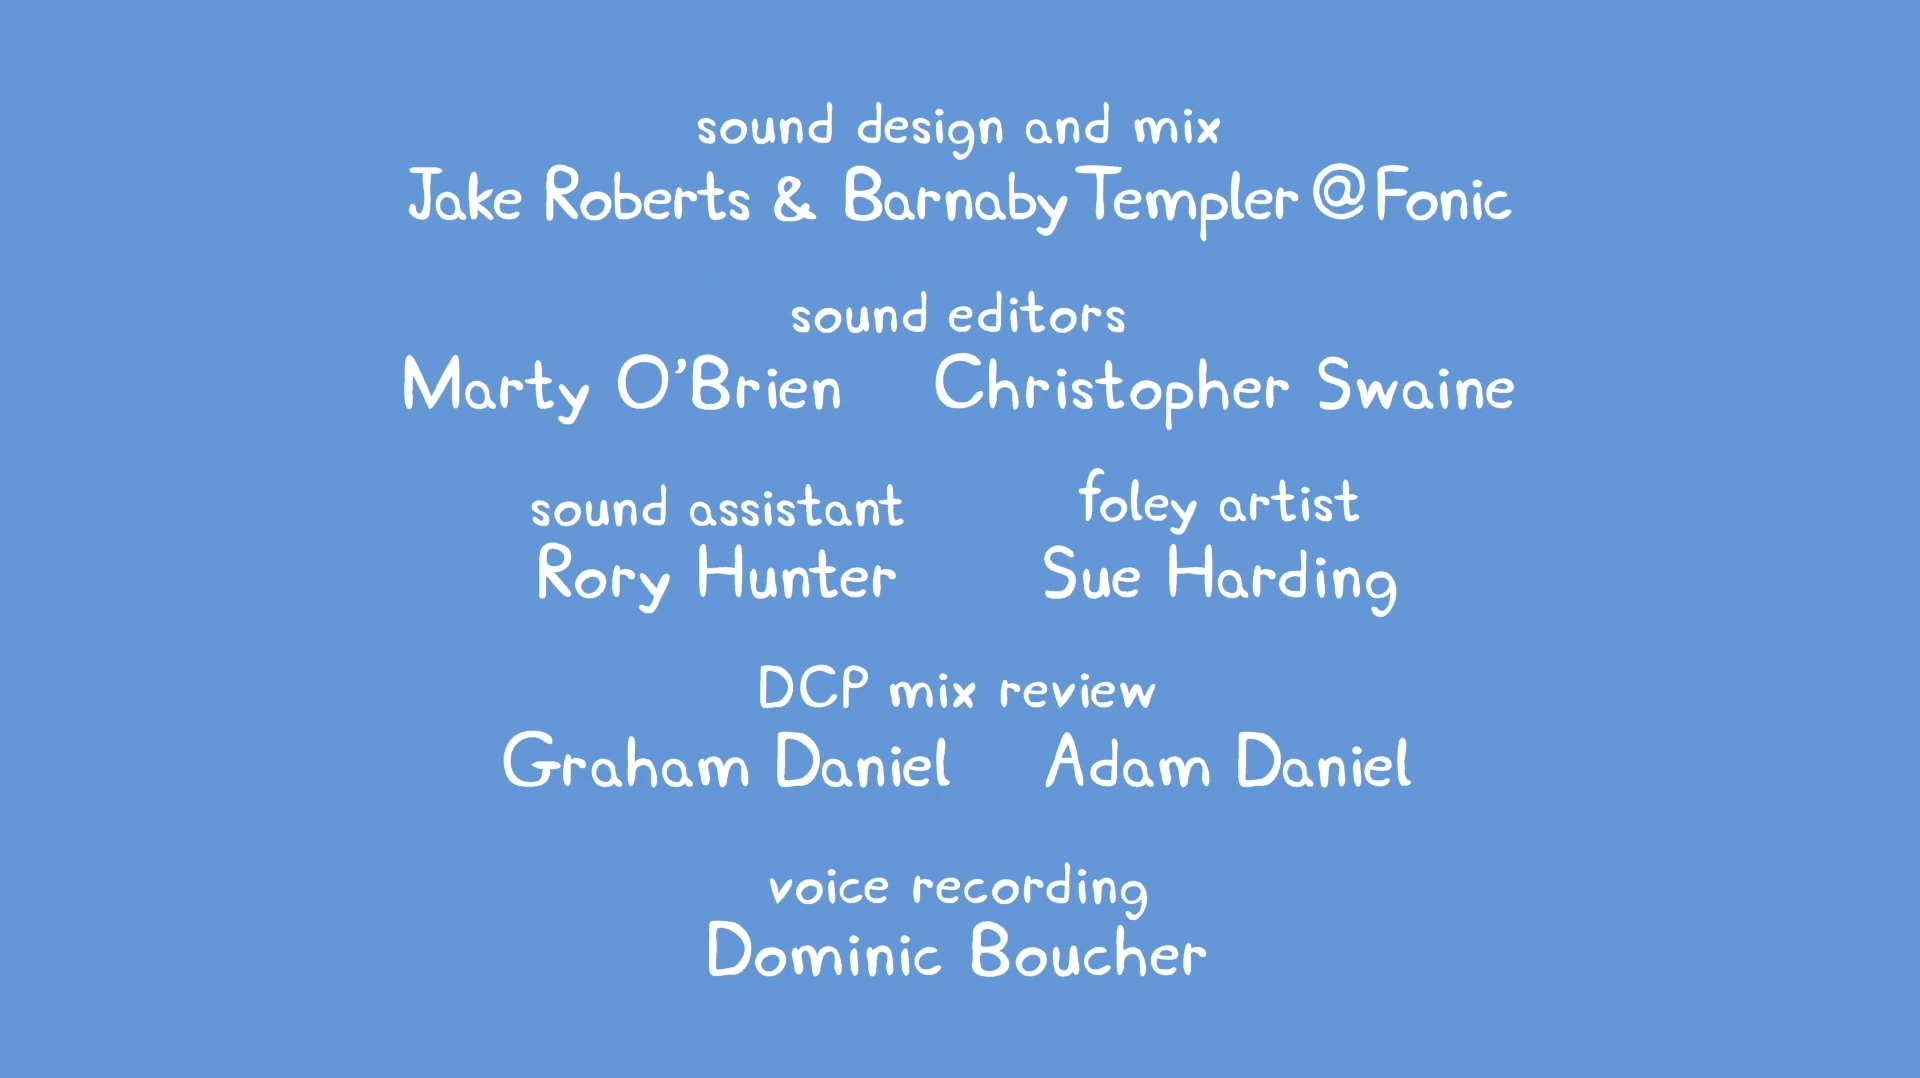 sound design and mix
Jake Roberts & Barnaby Templer @ Fonic
sound editors
Marty O'Brien Christopher Swaine
sound assistant foley artist
Rory Hunter Sue Harding
DCP mix review
Graham Daniel Adam Daniel
voice recording
Dominic Boucher